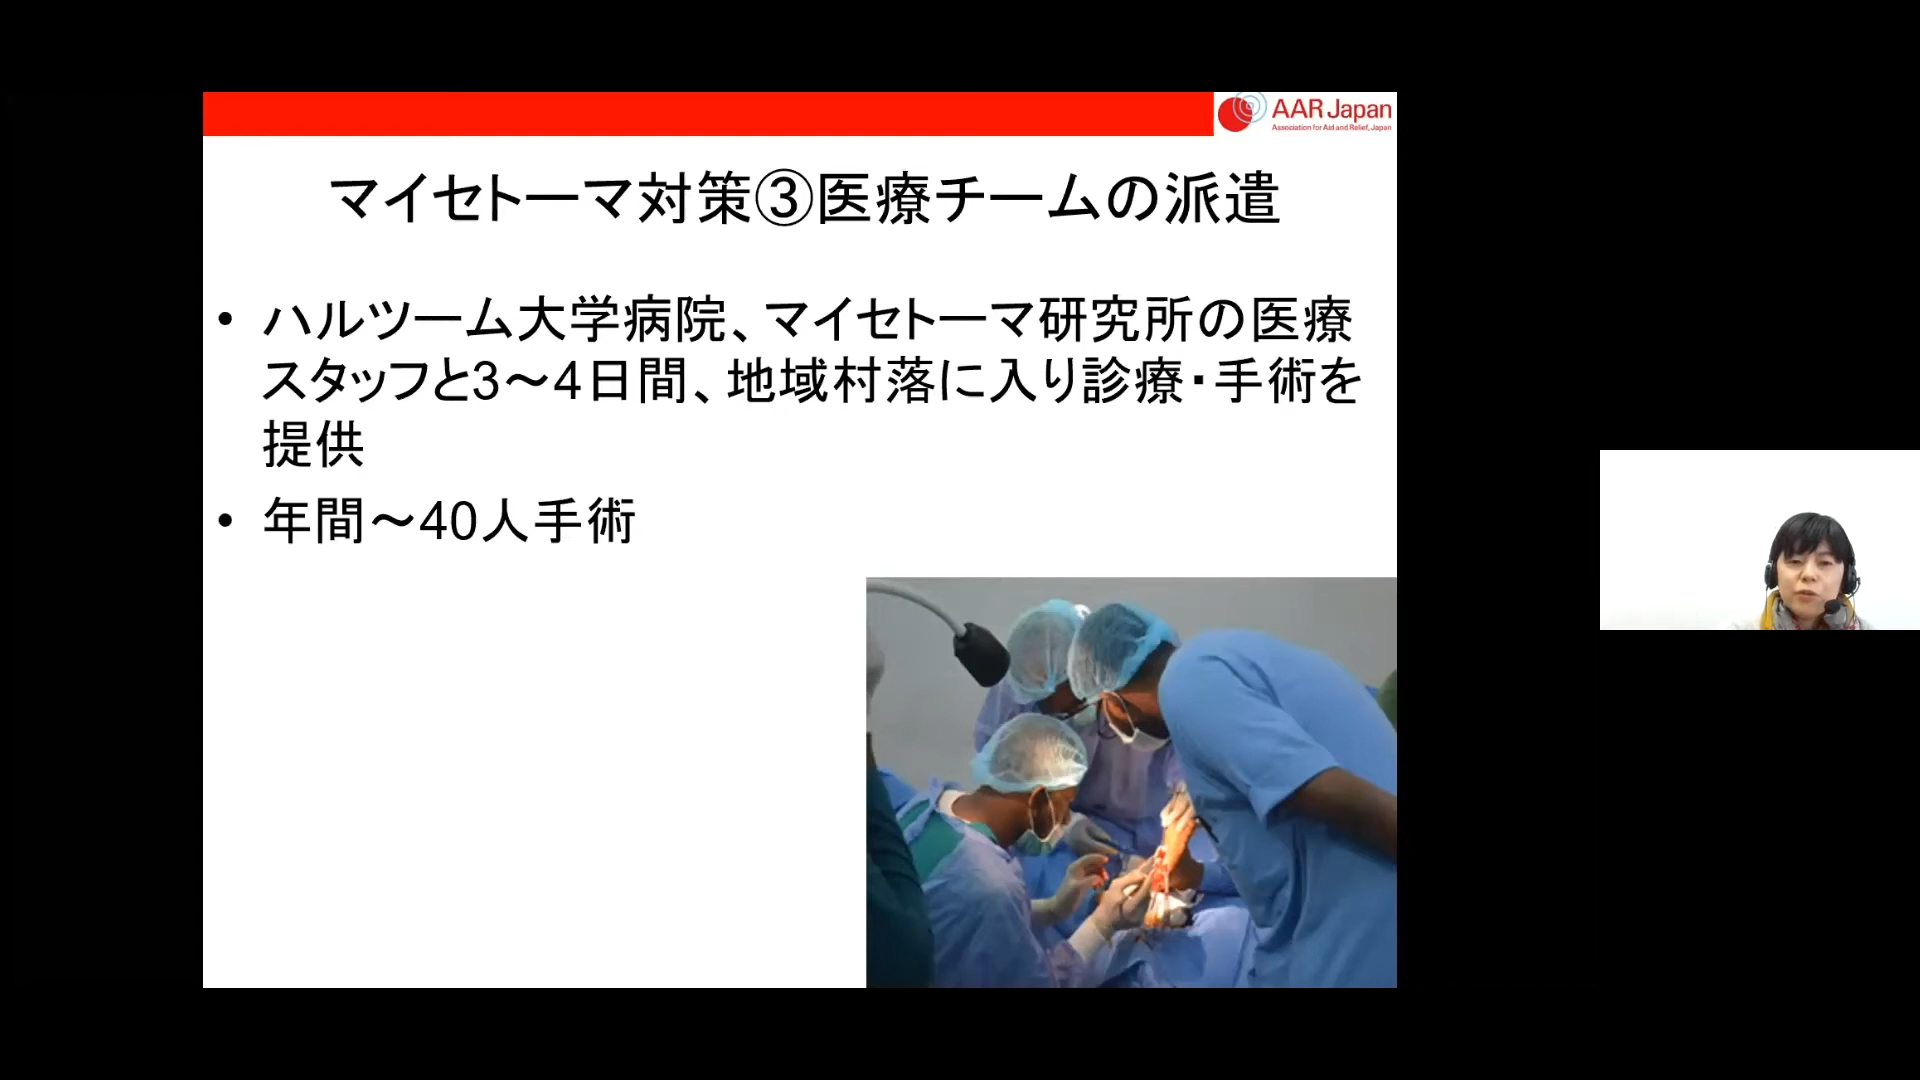 AAR Japan
Association for Aid and Relief, Japan
マイセトーマ対策③医療チームの派遣
• ハルツーム大学病院、マイセトーマ研究所の医療
スタッフと3～4日間、地域村落に入り診療・手術を
提供
• 年間～40人手術